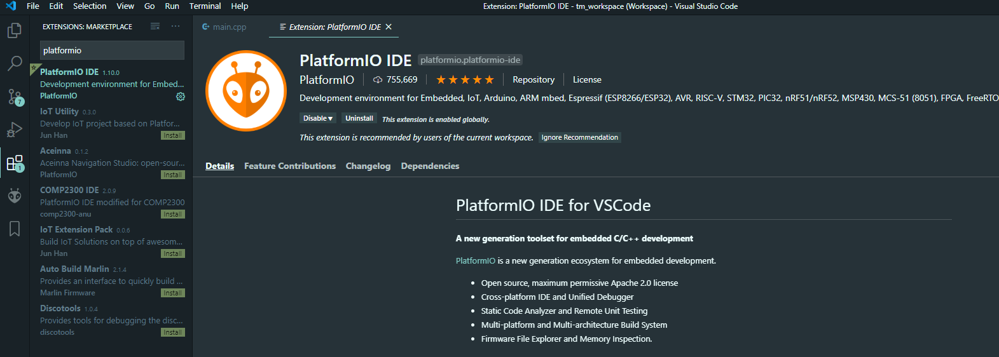 File Edit Selection View Go Run Terminal Help
Extension: PlatformIO IDE - tm_workspace (Workspace) - Visual Studio Code
EXTENSIONS: MARKETPLACE
platformio
PlatformIO IDE 1.10.0
Development environment for Embed...
PlatformIO
IoT Utility 0.3.0
Develop IoT project based on Platfor...
Jun Han Install
Aceinna 0.1.2
Aceinna Navigation Studio: open-sour...
PlatformIO Install
COMP2300 IDE 2.0.9
PlatformIO IDE modified for COMP2300
comp2300-anu Install
IoT Extension Pack 0.0.6
Build IoT Solutions on top of awesom...
Jun Han Install
Auto Build Marlin 2.1.4
Provides an interface to quickly build ...
Marlin Firmware Install
Discotools 1.0.4
Provides tools for debugging the disc...
discotools Install
7
1
main.cpp
Extension: PlatformIO IDE
PlatformIO IDE platformio.platformio-ide
PlatformIO 755,669 Repository License
Development environment for Embedded, IoT, Arduino, ARM mbed, Espressif (ESP8266/ESP32), AVR, RISC-V, STM32, PIC32, nRF51/nRF52, MSP430, MCS-51 (8051), FPGA, FreeRTO
Disable Uninstall This extension is enabled globally.
This extension is recommended by users of the current workspace. Ignore Recommendation
Details Feature Contributions Changelog Dependencies
PlatformIO IDE for VSCode
A new generation toolset for embedded C/C++ development
PlatformIO is a new generation ecosystem for embedded development.
• Open source, maximum permissive Apache 2.0 license
• Cross-platform IDE and Unified Debugger
• Static Code Analyzer and Remote Unit Testing
• Multi-platform and Multi-architecture Build System
• Firmware File Explorer and Memory Inspection.